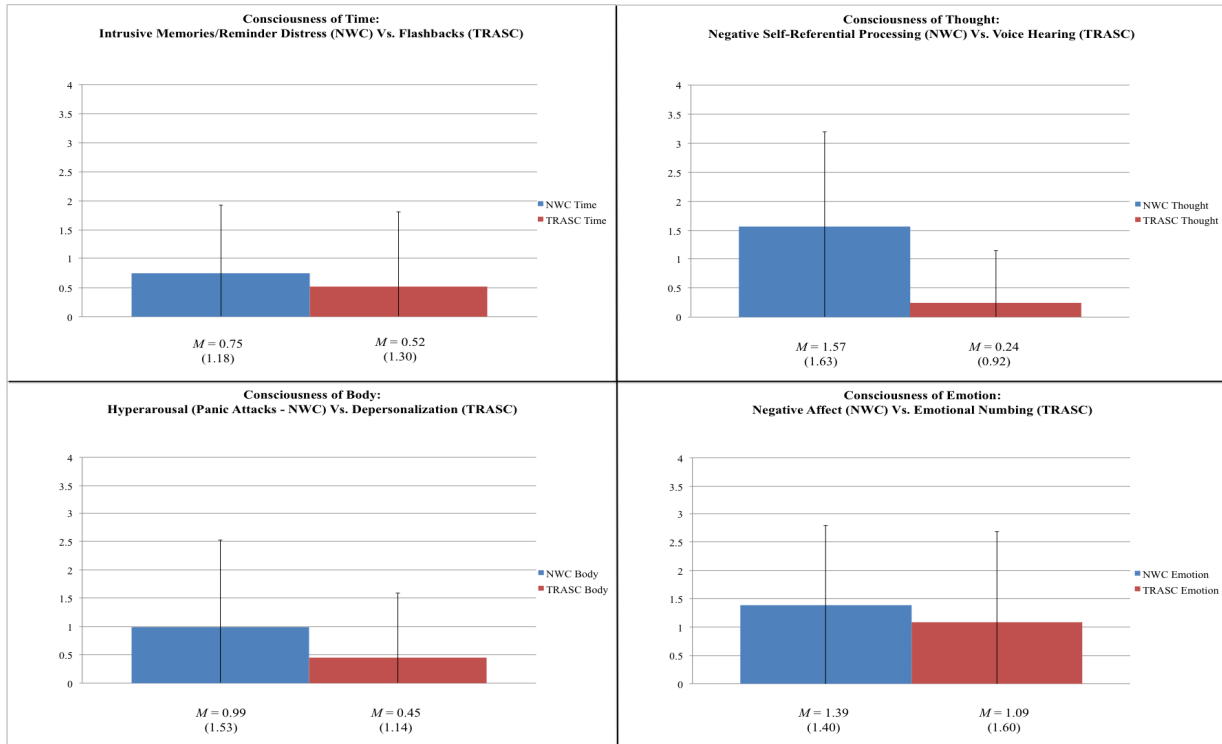 Consciousness of Time:
Intrusive Memories/Reminder Distress (NWC) Vs. Flashbacks (TRASC)
4
3.5
3
2.5
2
1.5
1
0.5
0
NWC Time
TRASC Time
M = 0.75 M = 0.52
(1.18) (1.30)
Consciousness of Thought:
Negative Self-Referential Processing (NWC) Vs. Voice Hearing (TRASC)
4
3.5
3
2.5
2
1.5
1
0.5
0
NWC Thought
TRASC Thought
M = 1.57 M = 0.24
(1.63) (0.92)
Consciousness of Body:
Hyperarousal (Panic Attacks - NWC) Vs. Depersonalization (TRASC)
4
3.5
3
2.5
2
1.5
1
0.5
0
NWC Body
TRASC Body
M = 0.99 M = 0.45
(1.53) (1.14)
Consciousness of Emotion:
Negative Affect (NWC) Vs. Emotional Numbing (TRASC)
4
3.5
3
2.5
2
1.5
1
0.5
0
NWC Emotion
TRASC Emotion
M = 1.39 M = 1.09
(1.40) (1.60)